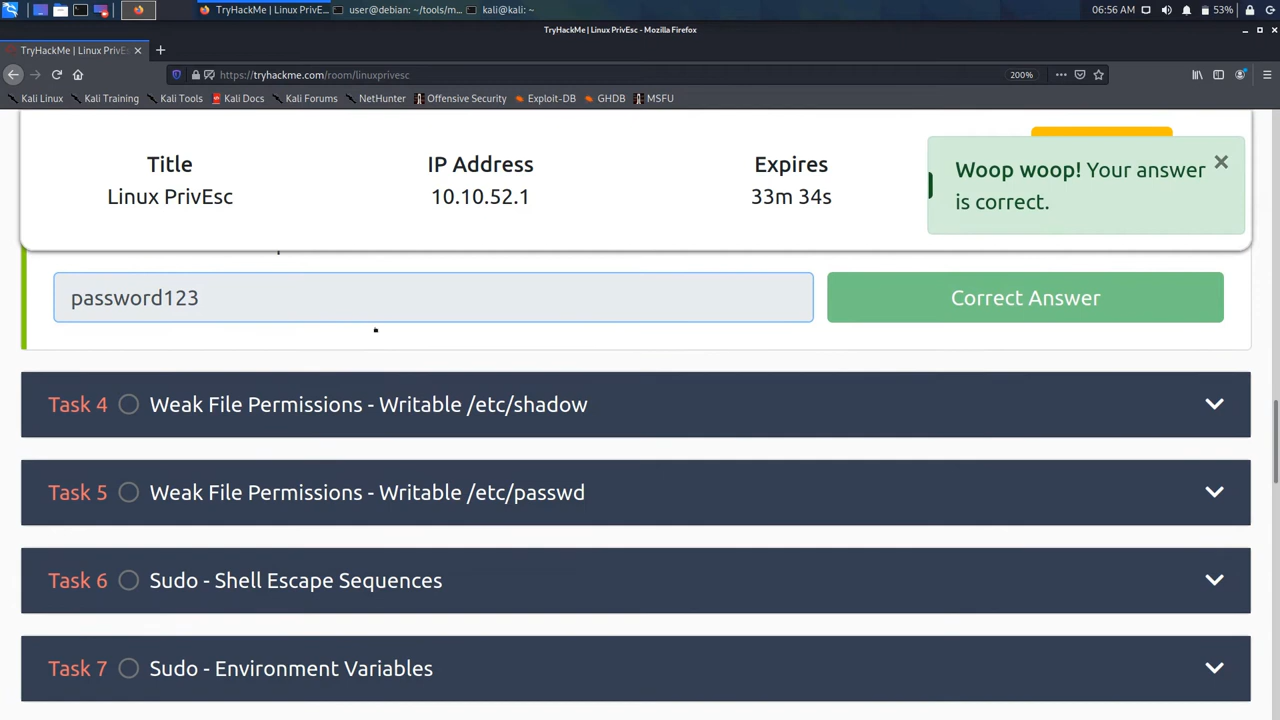 TryHackMe | Linux PrivE...
user@debian: ~/tools/m...
kali@kali: ~
06:56 AM
53%
TryHackMe | Linux PrivEsc - Mozilla Firefox
TryHackMe | Linux PrivEs
https://tryhackme.com/room/linuxprivesc
200%
Kali Linux
Kali Training
Kali Tools
Kali Docs
Kali Forums
NetHunter
Offensive Security
Exploit-DB
GHDB
MSFU
Title
IP Address
Expires
Linux PrivEsc
10.10.52.1
33m 34s
Woop woop! Your answer
is correct.
password123
Correct Answer
Task 4
Weak File Permissions - Writable /etc/shadow
Task 5
Weak File Permissions - Writable /etc/passwd
Task 6
Sudo - Shell Escape Sequences
Task 7
Sudo - Environment Variables